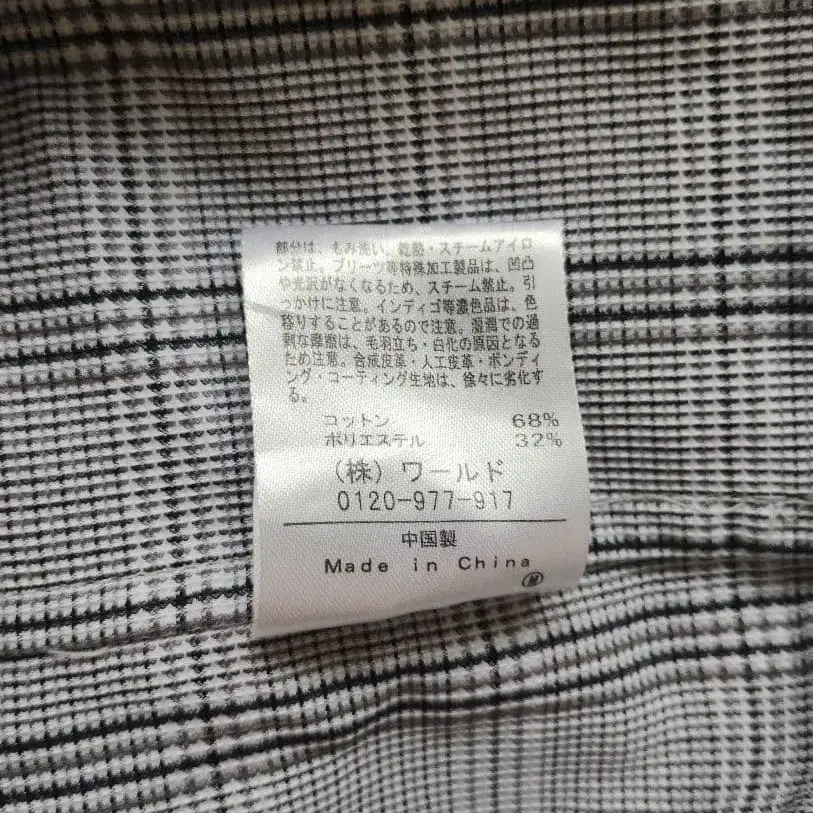 部分は、もみ洗い、乾熱・スチームアイロ
ン禁止。プリーツ等特殊加工製品は、凹凸
や光沢がなくなるため、スチーム禁止。引
っかけに注意。インディゴ等濃色品は、色
移りすることがあるので注意。湿潤での過
剰な摩擦は、毛羽立ち・白化の原因となる
ため注意。合成皮革・人工皮革・ボンディ
ング・コーティング生地は、徐々に劣化す
る。
コットン 68%
ポリエステル 32%
(株) ワールド
0120-977-917
中国製
Made in China
M